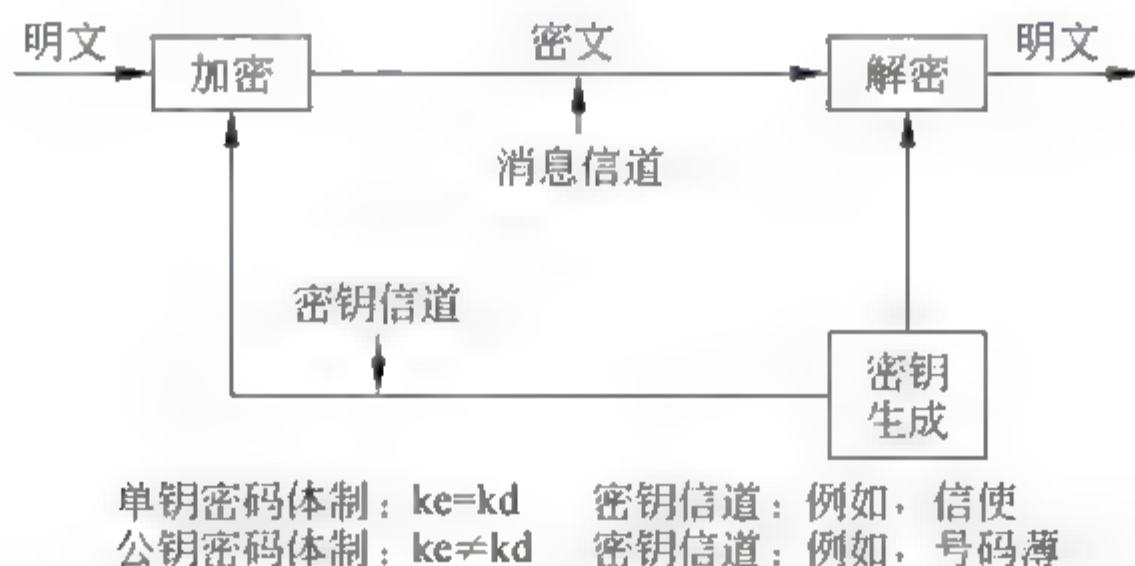 明文
密文
明文
加密
解密
消息信道
密钥信道
密钥
生成
单钥密码体制：ke=kd 密钥信道：例如，信使
公钥密码体制：ke≠kd 密钥信道：例如，号码薄